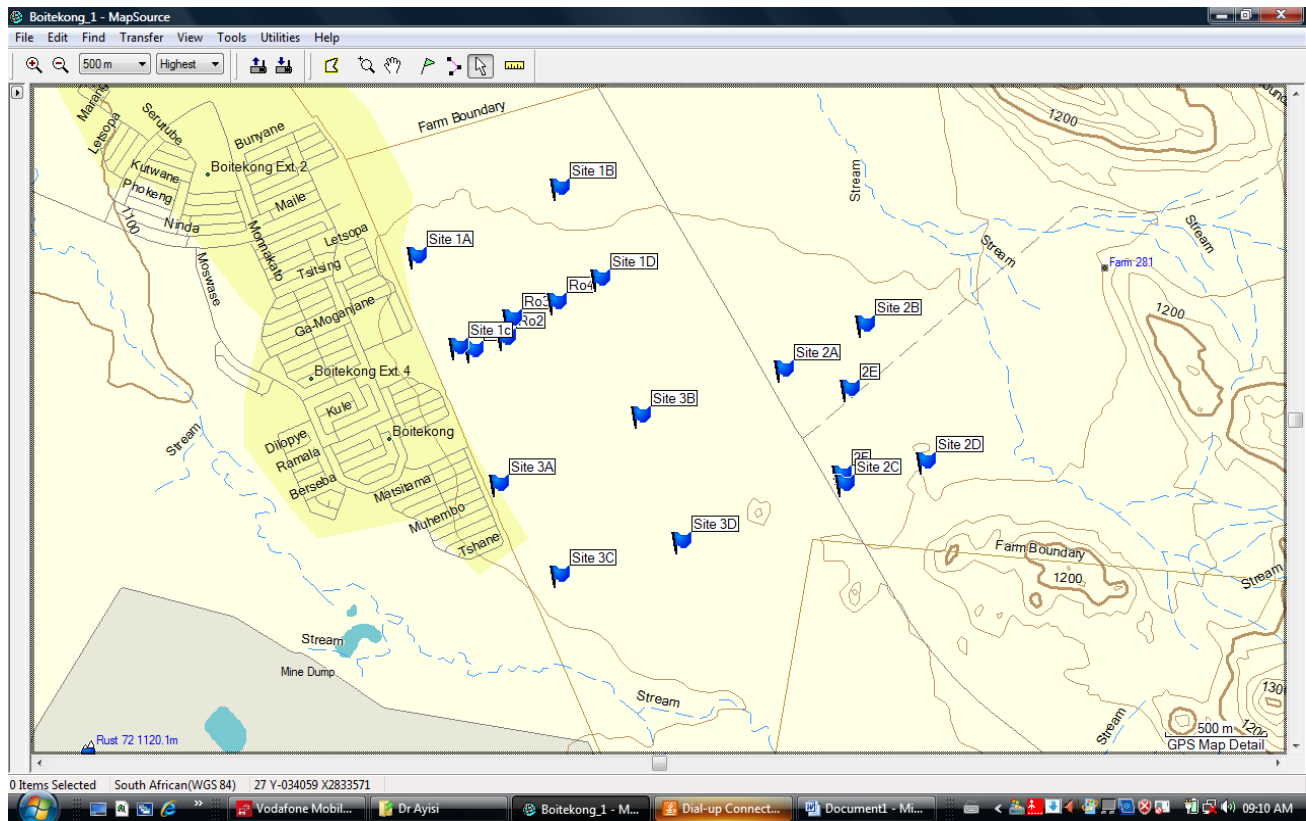 Boitekong_1 - MapSource
File Edit Find Transfer View Tools Utilities Help
500 m Highest
Farm Boundary
1200
Serutube
Letsopa
Bunyane
Boitekong Ext. 2
Kutwane
Phokeng
Ninda
1100
Maile
Monnakato
Letsopa
Tsitsing
Moswase
Ga-Moganjane
Boitekong Ext. 4
Kule
Boitekong
Dilopye
Ramala
Berseba
Matsitama
Muhembo
Tshane
Stream
Site 1B
Site 1A
Site 1D
Ro4
Ro3
Ro2
Site 1c
Stream
Stream
Stream
Farm 281
1200
Site 2B
Site 2A
2E
Site 3B
Site 2D
Site 2C
Site 3A
Site 3D
Site 3C
Farm Boundary
1200
Stream
Stream
Mine Dump
Stream
Stream
Rust 72 1120.1m
500 m
GPS Map Detail
0 Items Selected South African(WGS 84) 27 Y-034059 X2833571
Vodafone Mobil... Dr Ayisi Boitekong_1 - M... Dial-up Connect... Document1 - Mi... 09:10 AM